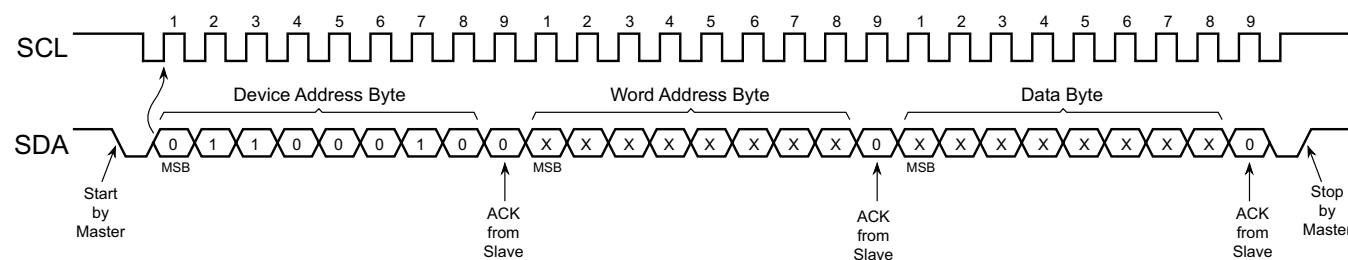 1 2 3 4 5 6 7 8 9 1 2 3 4 5 6 7 8 9 1 2 3 4 5 6 7 8 9
SCL
Device Address Byte Word Address Byte Data Byte
SDA 0 1 1 0 0 0 1 0 0 X X X X X X X X 0 X X X X X X X X 0
MSB MSB MSB
Start
by
Master
ACK
from
Slave
ACK
from
Slave
ACK
from
Slave
Stop
by
Master